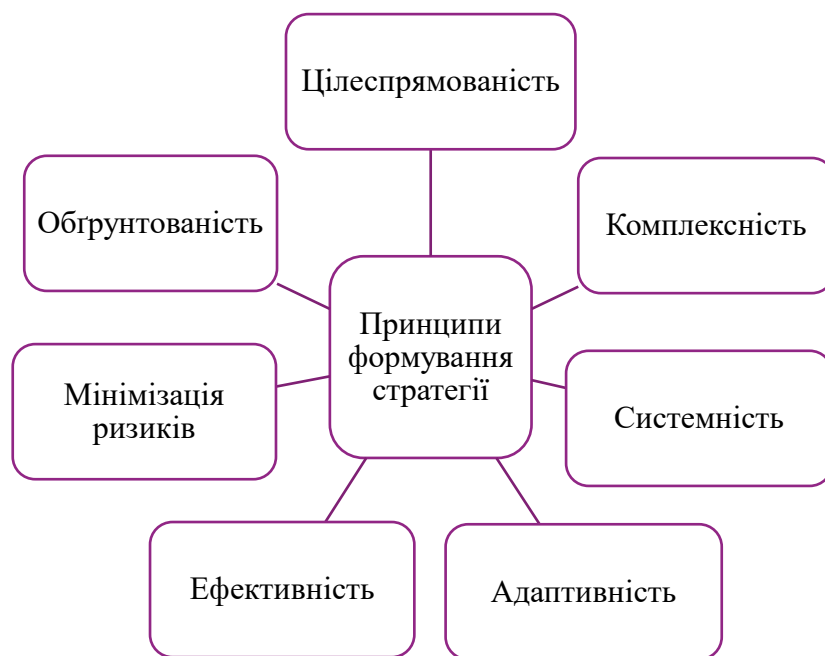 Цілеспрямованість
Обґрунтованість
Комплексність
Принципи
формування
стратегії
Мінімізація
ризиків
Системність
Ефективність
Адаптивність